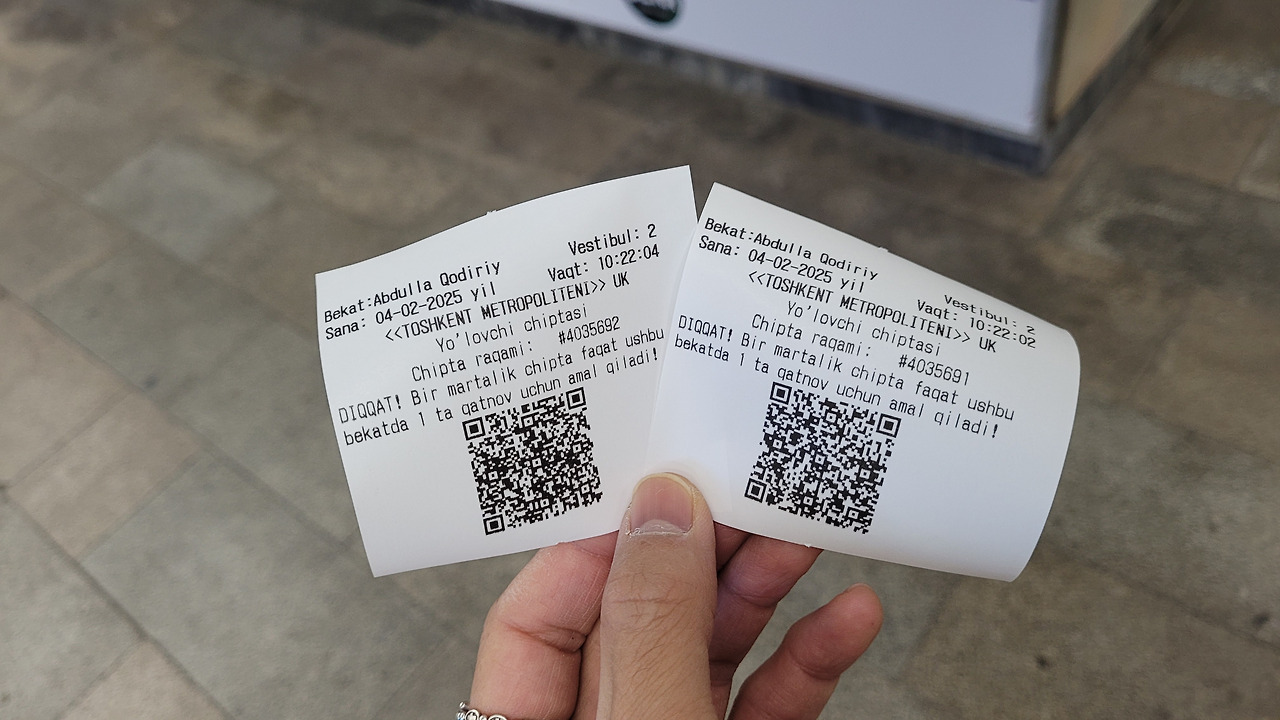 Bekat:Abdulla Qodiriy Vestibul: 2
Sana: 04-02-2025 yil Vaqt: 10:22:04
<<TOSHKENT METROPOLITENI>> UK
Yo'lovchi chiptasi
Chipta raqami: #4035692
DIQQAT! Bir martalik chipta faqat ushbu
bekatda 1 ta qatnov uchun amal qiladi!
Bekat:Abdulla Qodiriy Vestibul: 2
Sana: 04-02-2025 yil Vaqt: 10:22:02
<<TOSHKENT METROPOLITENI>> UK
Yo'lovchi chiptasi
Chipta raqami: #4035691
DIQQAT! Bir martalik chipta faqat ushbu
bekatda 1 ta qatnov uchun amal qiladi!